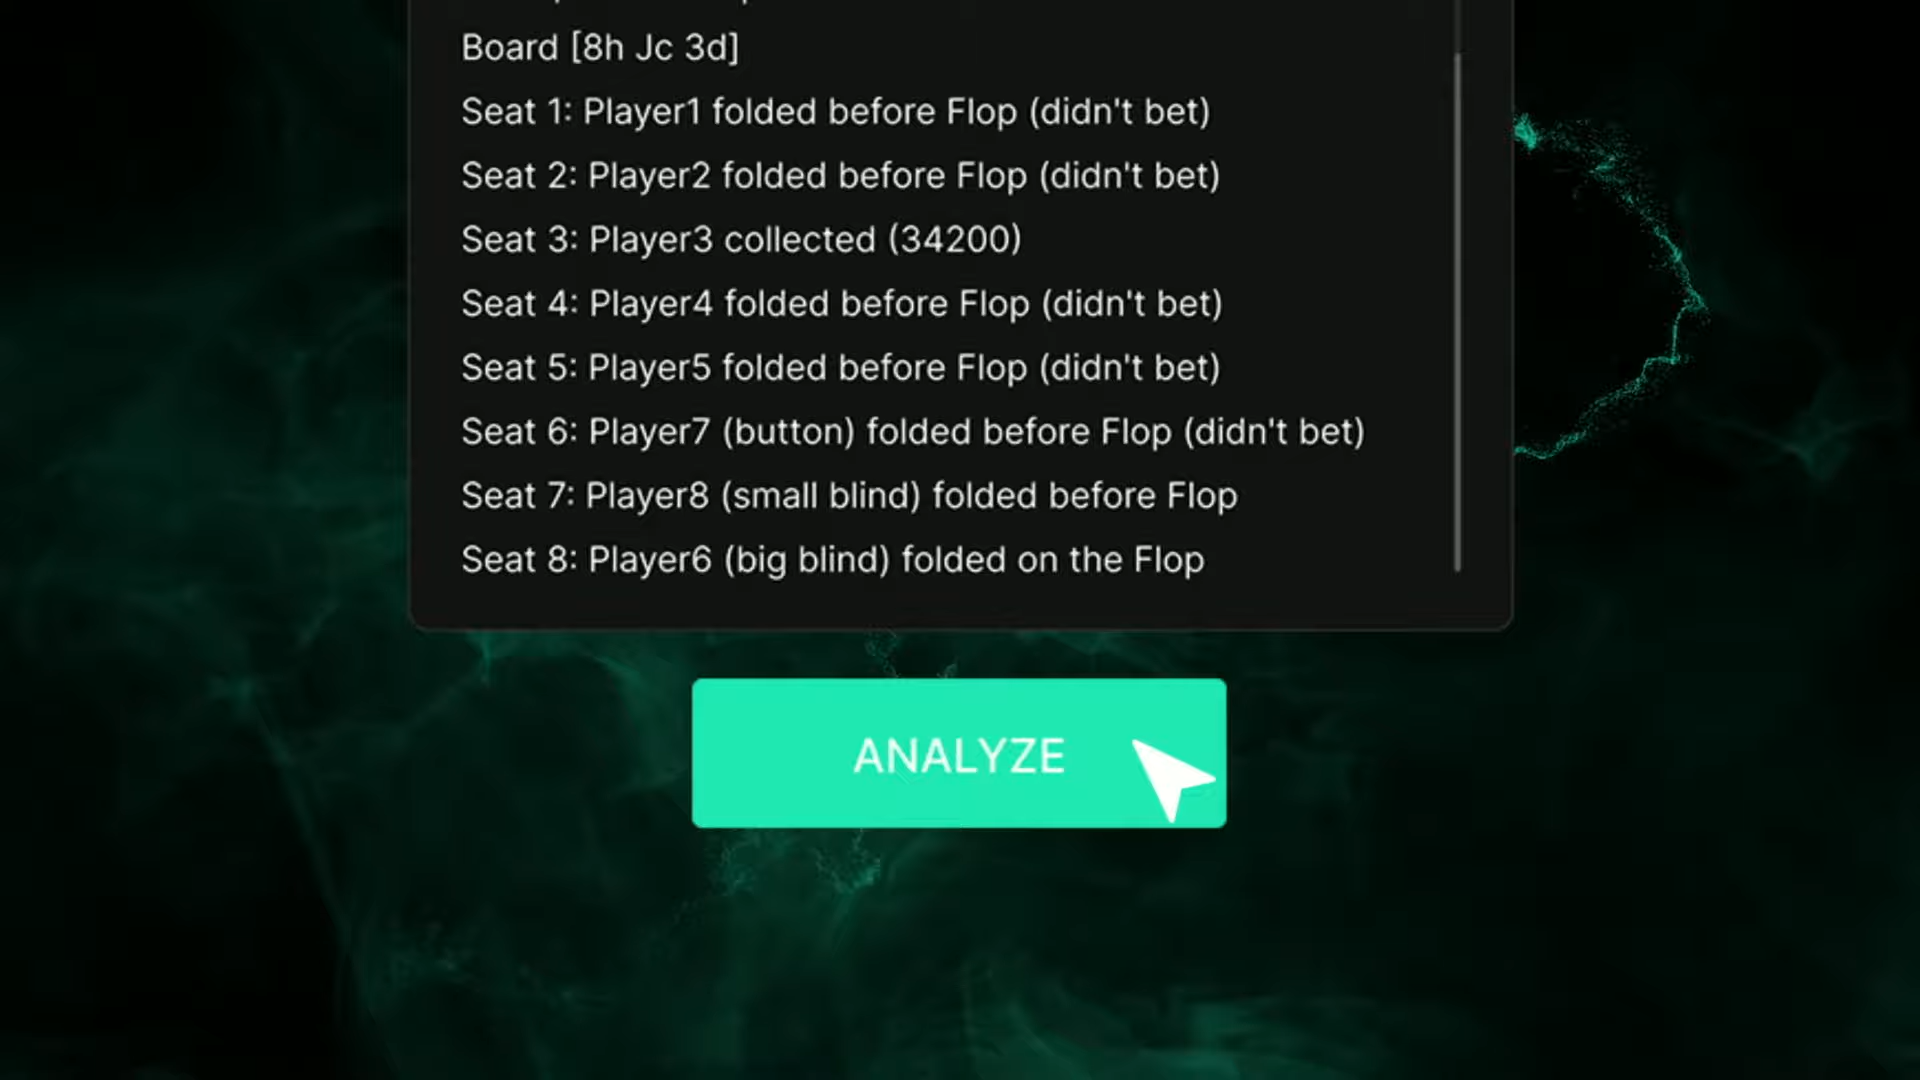 Board [8h Jc 3d]
Seat 1: Player1 folded before Flop (didn't bet)
Seat 2: Player2 folded before Flop (didn't bet)
Seat 3: Player3 collected (34200)
Seat 4: Player4 folded before Flop (didn't bet)
Seat 5: Player5 folded before Flop (didn't bet)
Seat 6: Player7 (button) folded before Flop (didn't bet)
Seat 7: Player8 (small blind) folded before Flop
Seat 8: Player6 (big blind) folded on the Flop
ANALYZE